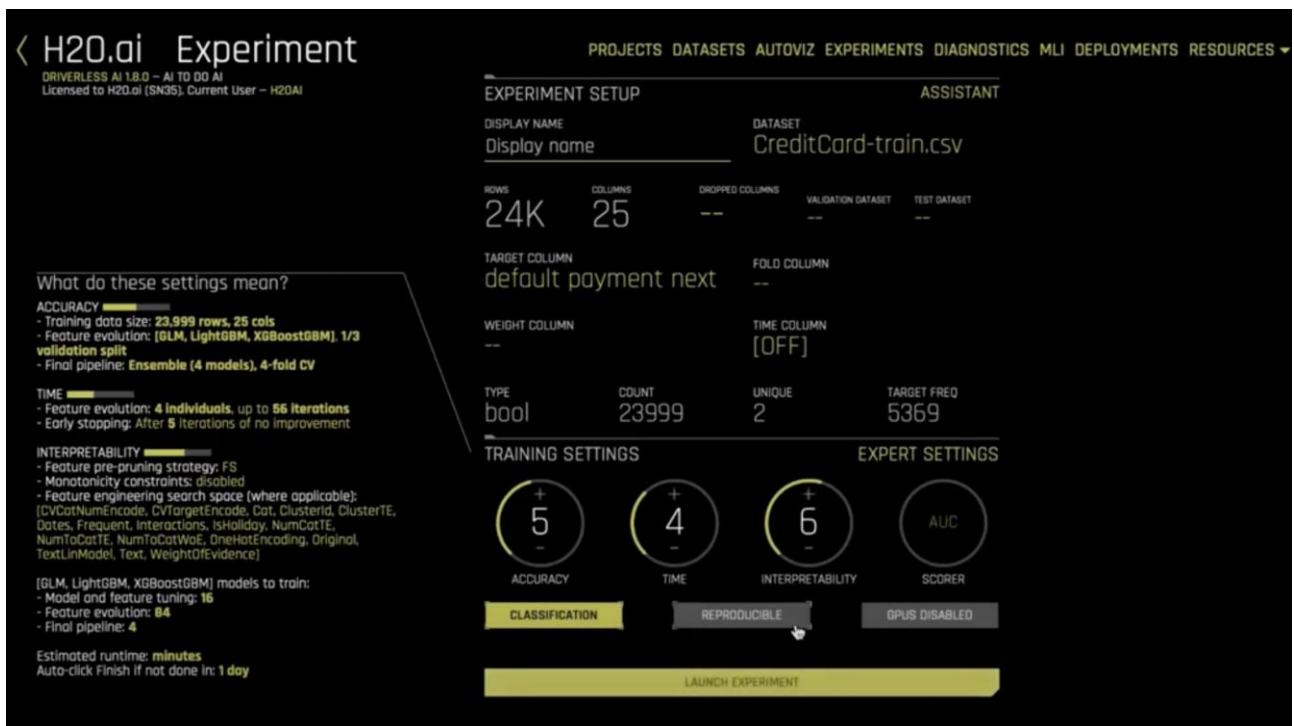 H2O.ai Experiment
DRIVERLESS AI 1.8.0 – AI TO DO AI
Licensed to H2O.ai (SN35). Current User – H2OAI
PROJECTS DATASETS AUTOVIZ EXPERIMENTS DIAGNOSTICS MLI DEPLOYMENTS RESOURCES
EXPERIMENT SETUP
ASSISTANT
DISPLAY NAME
Display name
DATASET
CreditCard-train.csv
ROWS
24K
COLUMNS
25
DROPPED COLUMNS
--
VALIDATION DATASET
--
TEST DATASET
--
TARGET COLUMN
default payment next
FOLD COLUMN
--
WEIGHT COLUMN
--
TIME COLUMN
[OFF]
TYPE
bool
COUNT
23999
UNIQUE
2
TARGET FREQ
5369
What do these settings mean?
ACCURACY
- Training data size: 23,999 rows, 25 cols
- Feature evolution: [GLM, LightGBM, XGBoostGBM], 1/3
validation split
- Final pipeline: Ensemble (4 models), 4-fold CV
TIME
- Feature evolution: 4 individuals, up to 56 iterations
- Early stopping: After 5 iterations of no improvement
INTERPRETABILITY
- Feature pre-pruning strategy: FS
- Monotonicity constraints: disabled
- Feature engineering search space (where applicable):
[CVCatNumEncode, CVTargetEncode, Cat, ClusterId, ClusterTE,
Dates, Frequent, Interactions, IsHoliday, NumCatTE,
NumToCatTE, NumToCatWoE, OneHotEncoding, Original,
TextLinModel, Text, WeightOfEvidence]
[GLM, LightGBM, XGBoostGBM] models to train:
- Model and feature tuning: 16
- Feature evolution: 84
- Final pipeline: 4
Estimated runtime: minutes
Auto-click Finish if not done in: 1 day
TRAINING SETTINGS
EXPERT SETTINGS
+
5
-
ACCURACY
+
4
-
TIME
+
6
-
INTERPRETABILITY
AUC
SCORER
CLASSIFICATION
REPRODUCIBLE
GPUS DISABLED
LAUNCH EXPERIMENT